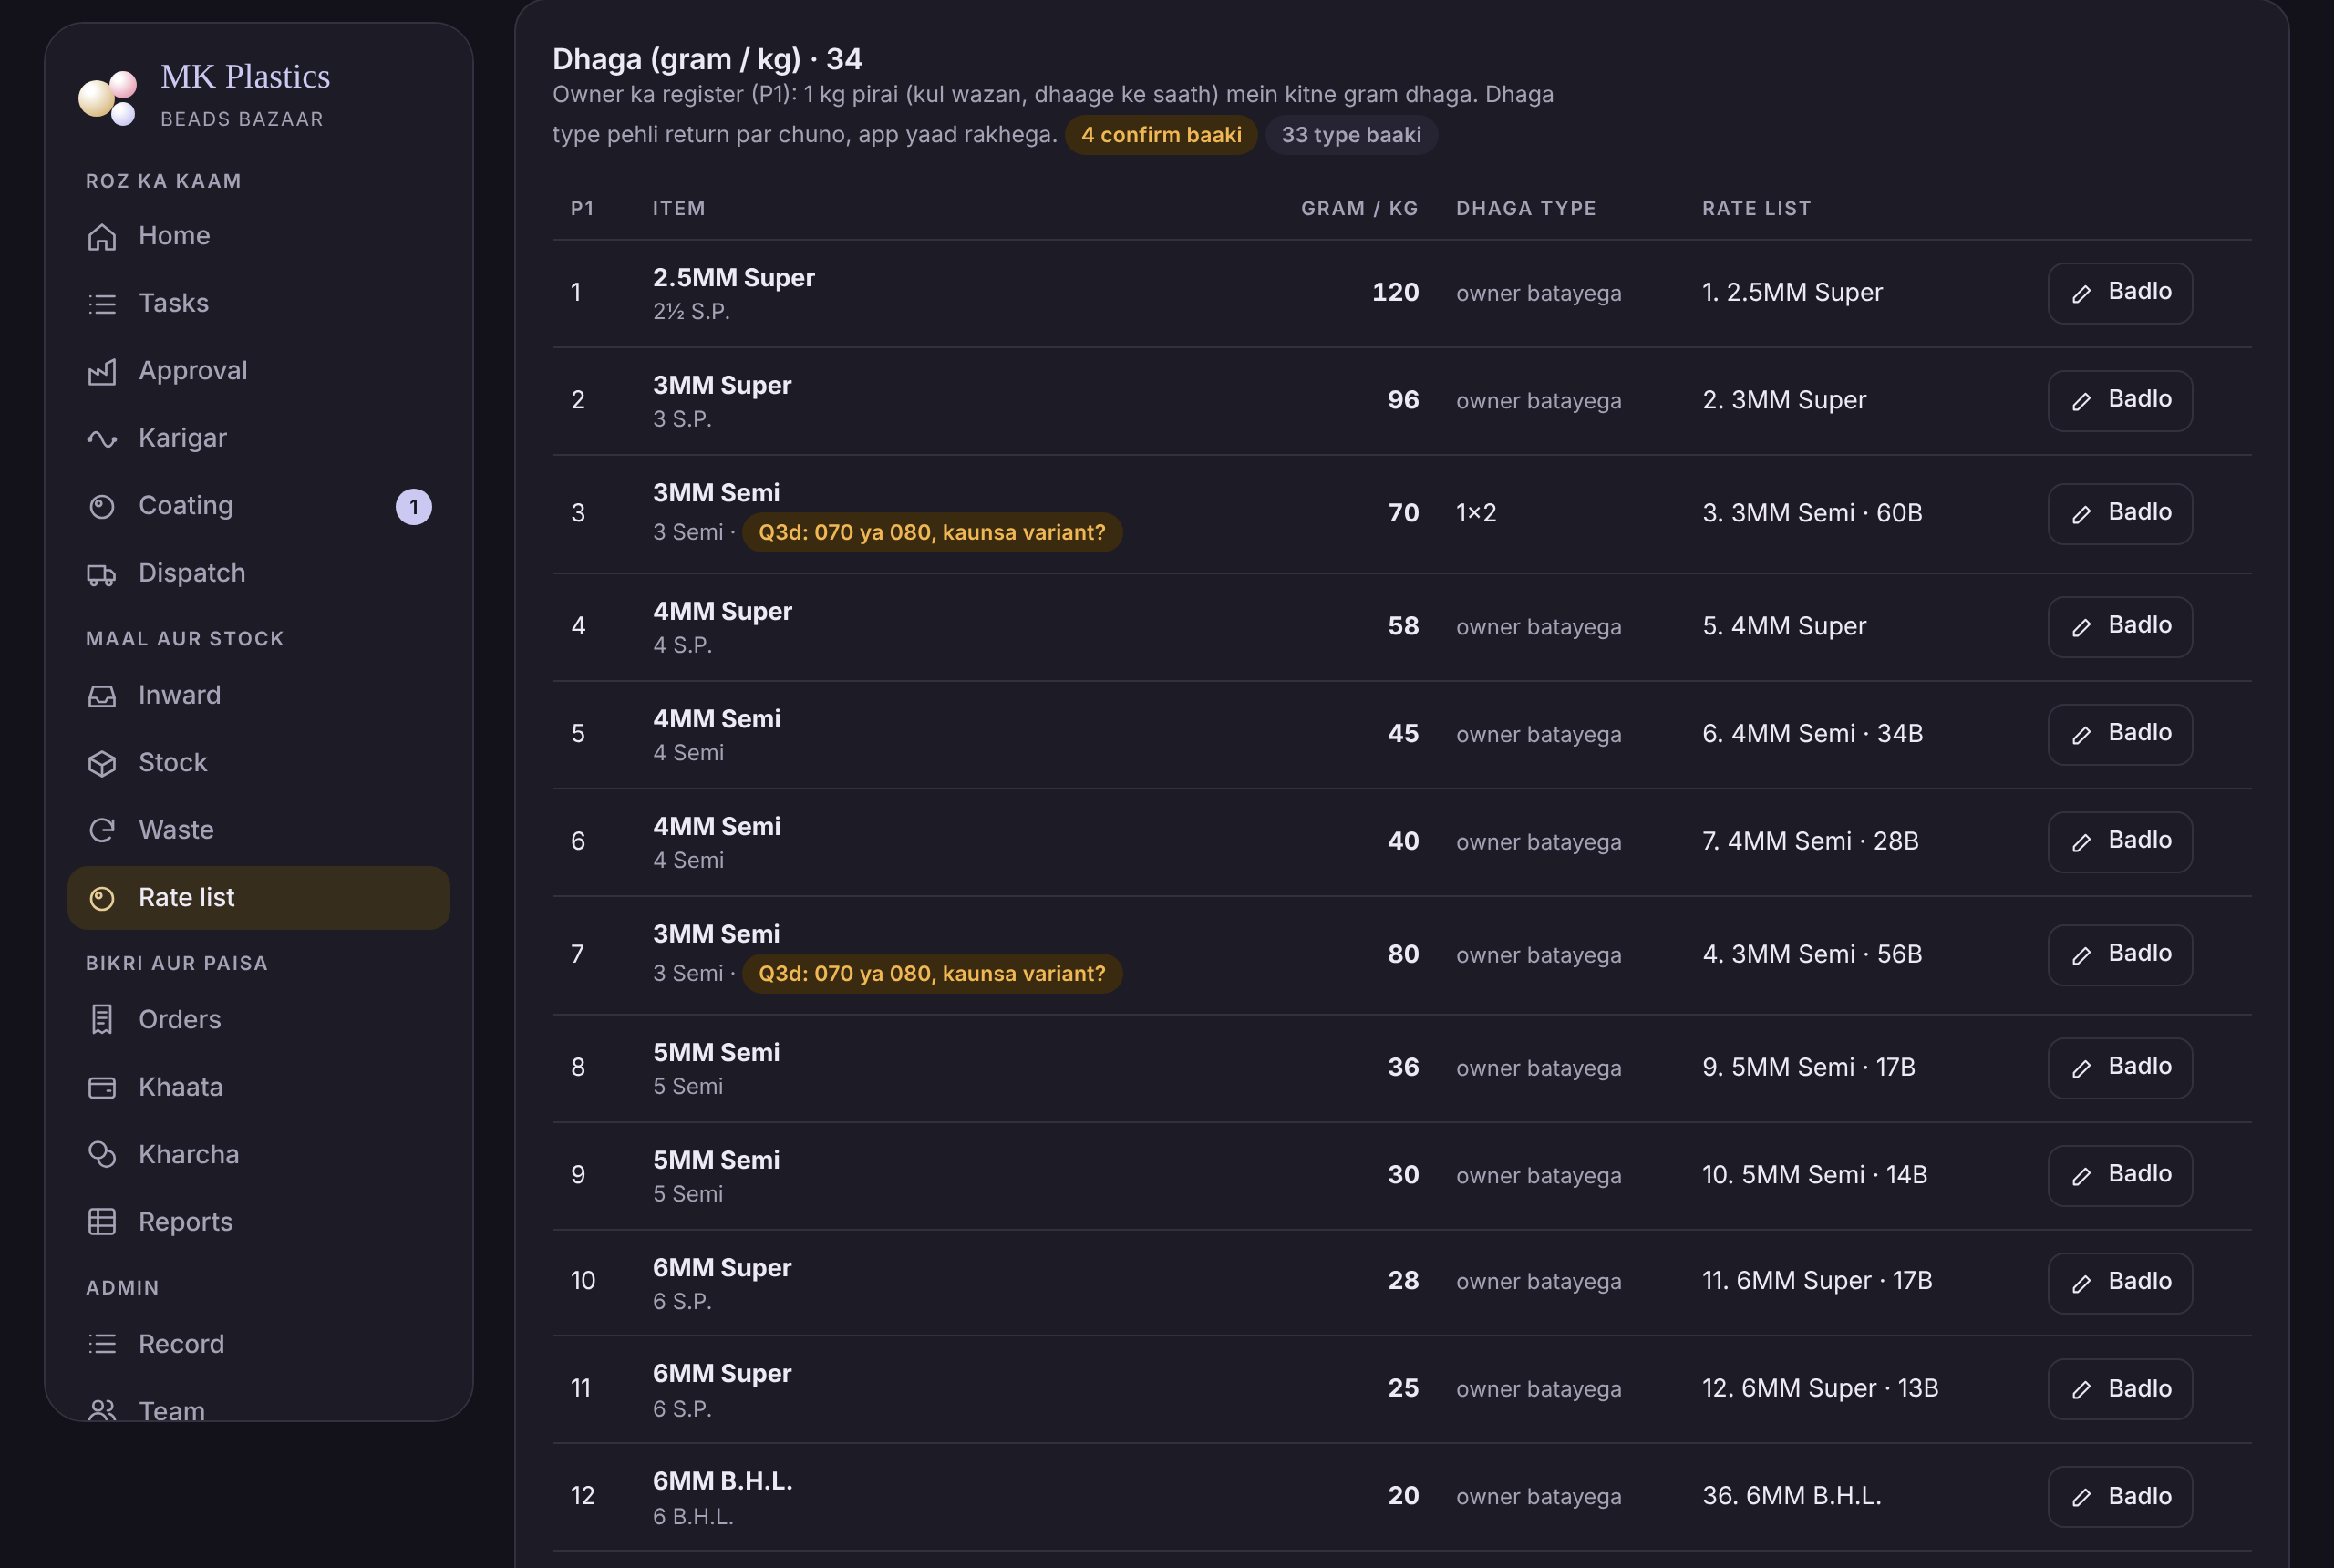 MK Plastics
BEADS BAZAAR
ROZ KA KAAM
Home
Tasks
Approval
Karigar
Coating 1
Dispatch
MAAL AUR STOCK
Inward
Stock
Waste
Rate list
BIKRI AUR PAISA
Orders
Khaata
Kharcha
Reports
ADMIN
Record
Team
Dhaga (gram / kg) · 34
Owner ka register (P1): 1 kg pirai (kul wazan, dhaage ke saath) mein kitne gram dhaga. Dhaga
type pehli return par chuno, app yaad rakhega. 4 confirm baaki 33 type baaki
P1 ITEM GRAM / KG DHAGA TYPE RATE LIST
1 2.5MM Super 120 owner batayega 1. 2.5MM Super Badlo
2½ S.P.
2 3MM Super 96 owner batayega 2. 3MM Super Badlo
3 S.P.
3 3MM Semi 70 1×2 3. 3MM Semi · 60B Badlo
3 Semi · Q3d: 070 ya 080, kaunsa variant?
4 4MM Super 58 owner batayega 5. 4MM Super Badlo
4 S.P.
5 4MM Semi 45 owner batayega 6. 4MM Semi · 34B Badlo
4 Semi
6 4MM Semi 40 owner batayega 7. 4MM Semi · 28B Badlo
4 Semi
7 3MM Semi 80 owner batayega 4. 3MM Semi · 56B Badlo
3 Semi · Q3d: 070 ya 080, kaunsa variant?
8 5MM Semi 36 owner batayega 9. 5MM Semi · 17B Badlo
5 Semi
9 5MM Semi 30 owner batayega 10. 5MM Semi · 14B Badlo
5 Semi
10 6MM Super 28 owner batayega 11. 6MM Super · 17B Badlo
6 S.P.
11 6MM Super 25 owner batayega 12. 6MM Super · 13B Badlo
6 S.P.
12 6MM B.H.L. 20 owner batayega 36. 6MM B.H.L. Badlo
6 B.H.L.